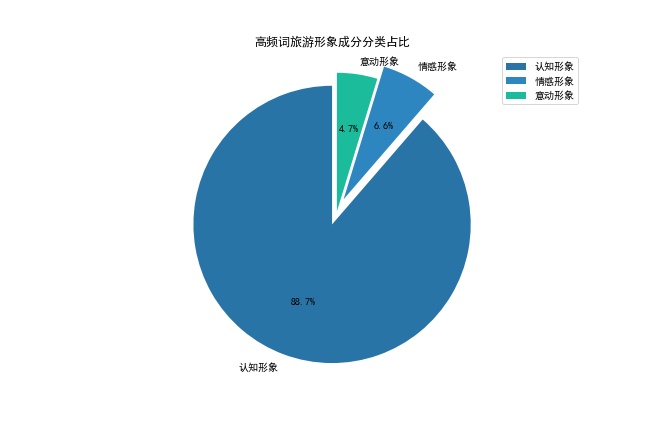 高频词旅游形象成分分类占比
意动形象
情感形象
认知形象
情感形象
意动形象
4.7%
6.6%
88.7%
认知形象